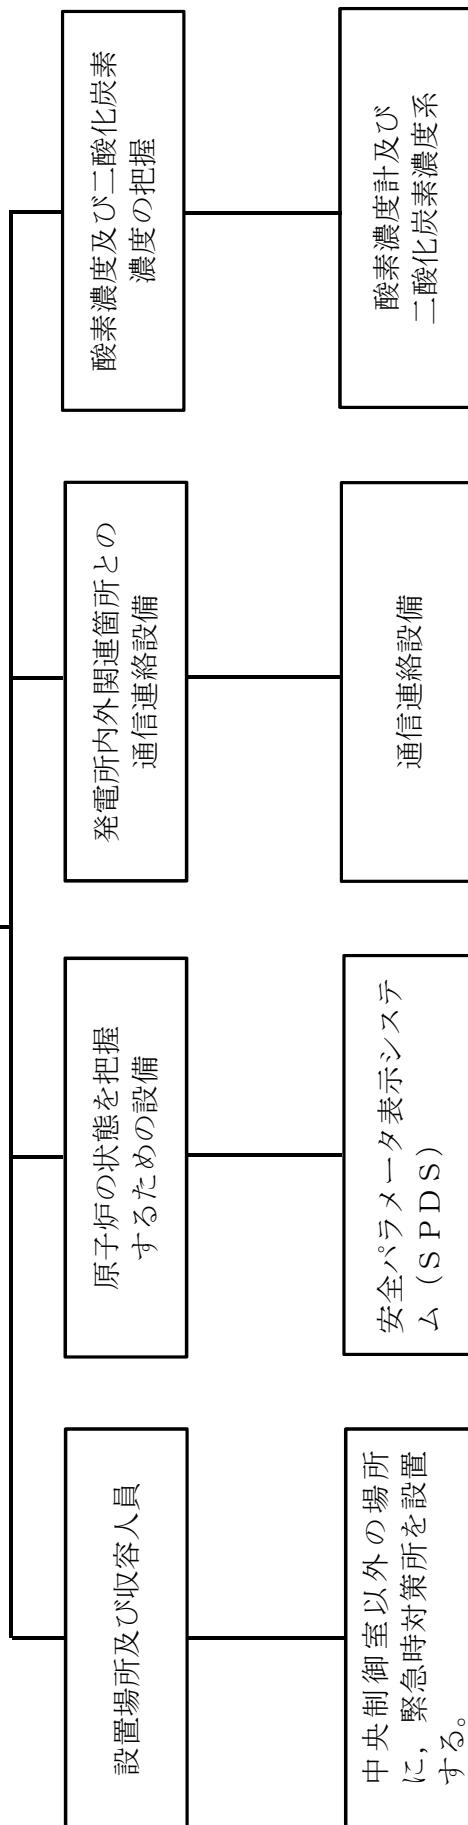 設置場所及び収容人員
中央制御室以外の場所
に，緊急時対策所を設置
する。
原子炉の状態を把握
するための設備
安全パラメータ表示システ
ム（ＳＰＤＳ）
発電所内外関連箇所との
通信連絡設備
通信連絡設備
酸素濃度及び二酸化炭素
濃度の把握
酸素濃度計及び
二酸化炭素濃度系